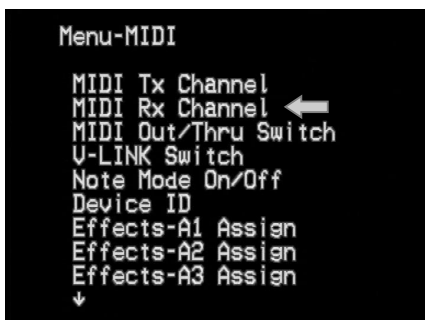 Menu-MIDI
MIDI Tx Channel
MIDI Rx Channel
MIDI Out/Thru Switch
V-LINK Switch
Note Mode On/Off
Device ID
Effects-A1 Assign
Effects-A2 Assign
Effects-A3 Assign